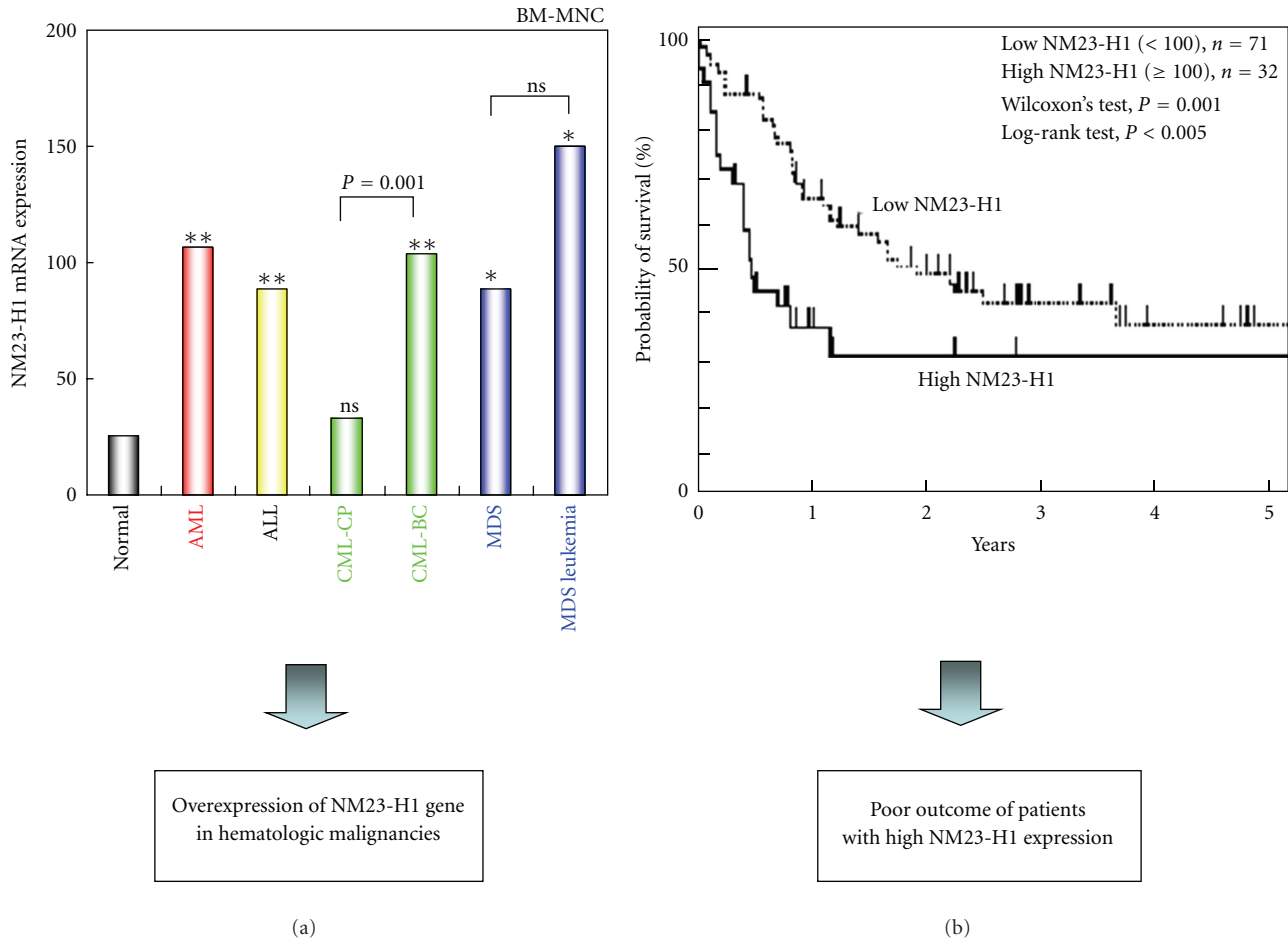 BM-MNC
NM23-H1 mRNA expression
200
150
100
50
0
**
**
ns
P = 0.001
**
*
ns
*
Normal
AML
ALL
CML-CP
CML-BC
MDS
MDS leukemia
Overexpression of NM23-H1 gene
in hematologic malignancies
(a)
Probability of survival (%)
100
50
0
Low NM23-H1 (< 100), n = 71
High NM23-H1 (≥ 100), n = 32
Wilcoxon's test, P = 0.001
Log-rank test, P < 0.005
Low NM23-H1
High NM23-H1
0
1
2
3
4
5
Years
Poor outcome of patients
with high NM23-H1 expression
(b)